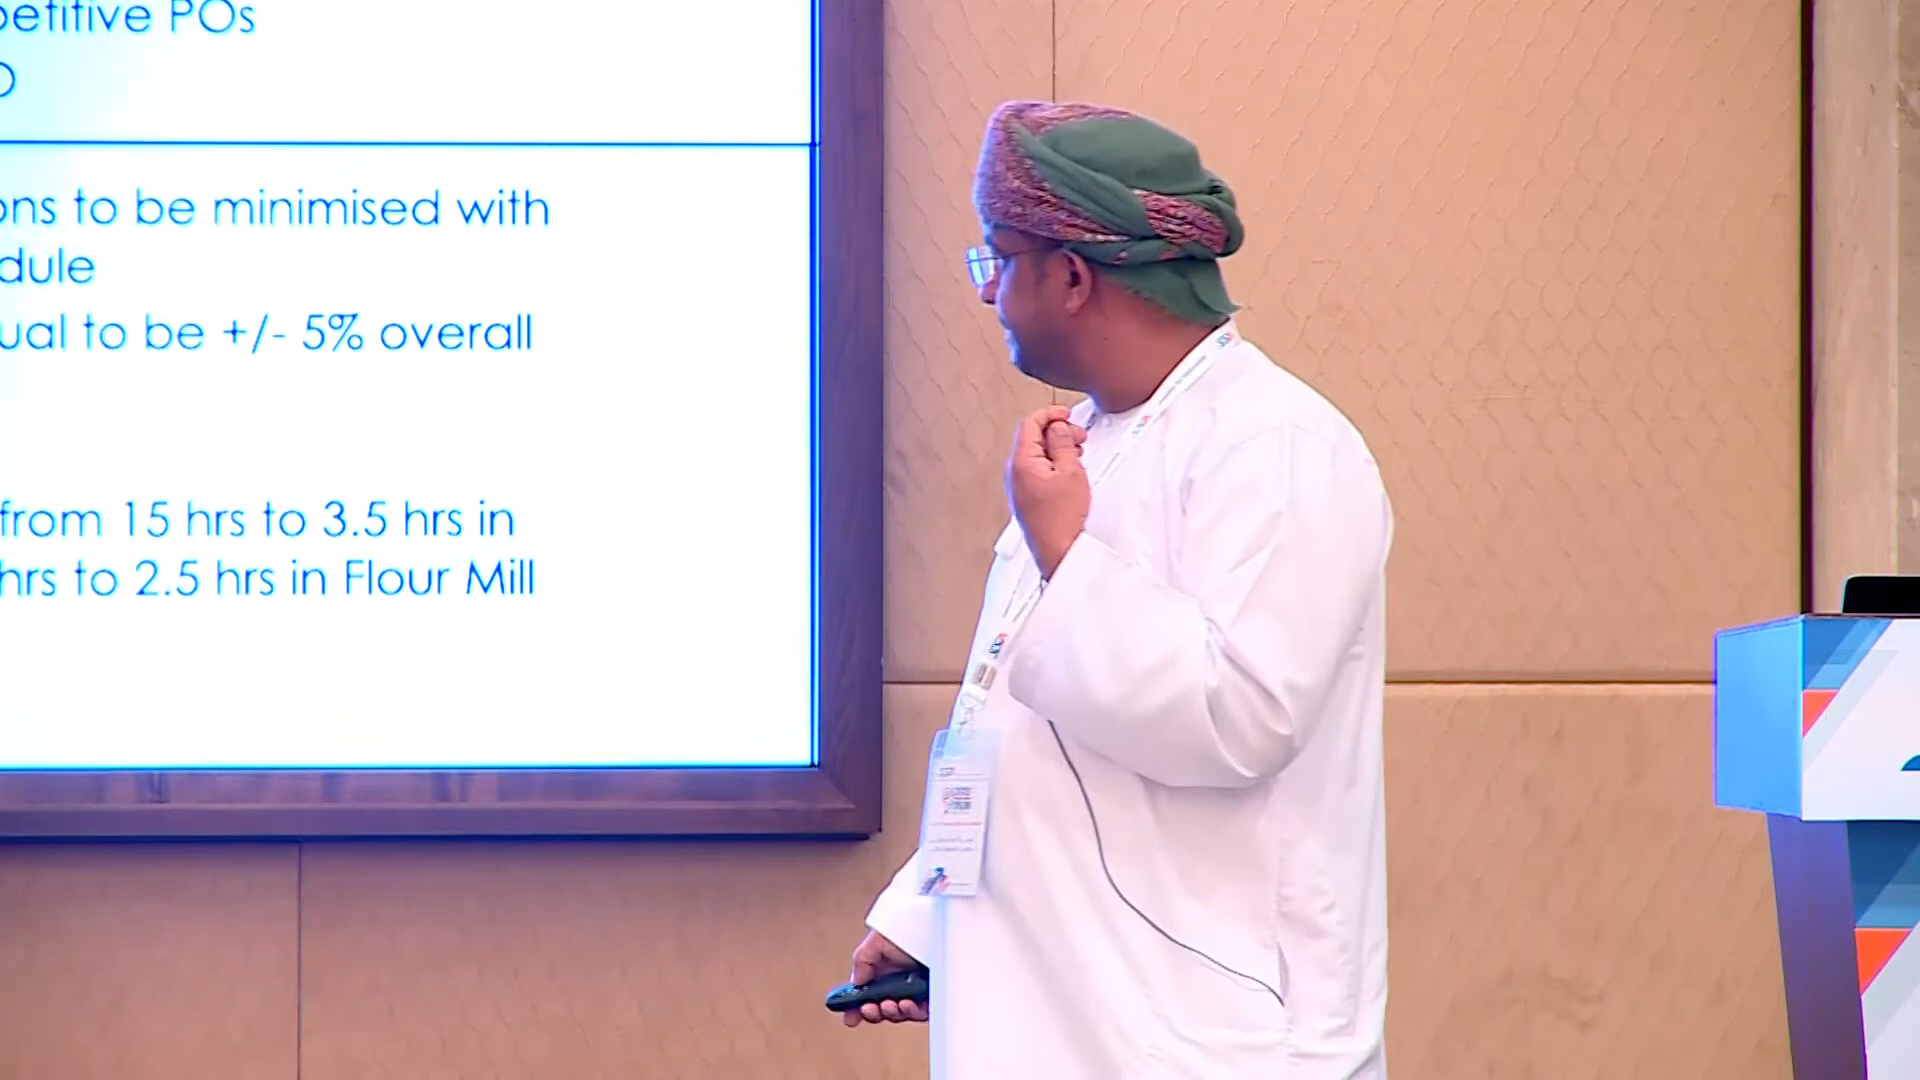 petitive POs
ons to be minimised with
dule
ual to be +/- 5% overall
from 15 hrs to 3.5 hrs in
hrs to 2.5 hrs in Flour Mill